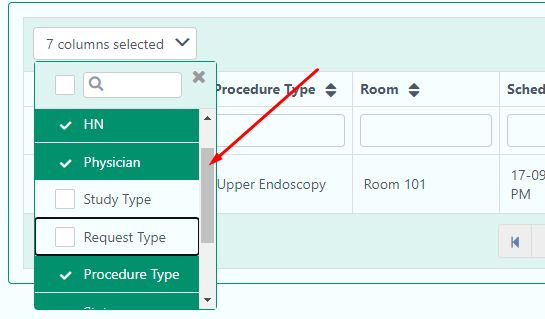 7 columns selected
Procedure Type
Room
Sched
HN
Physician
Study Type
Upper Endoscopy
Room 101
17-09
PM
Request Type
Procedure Type